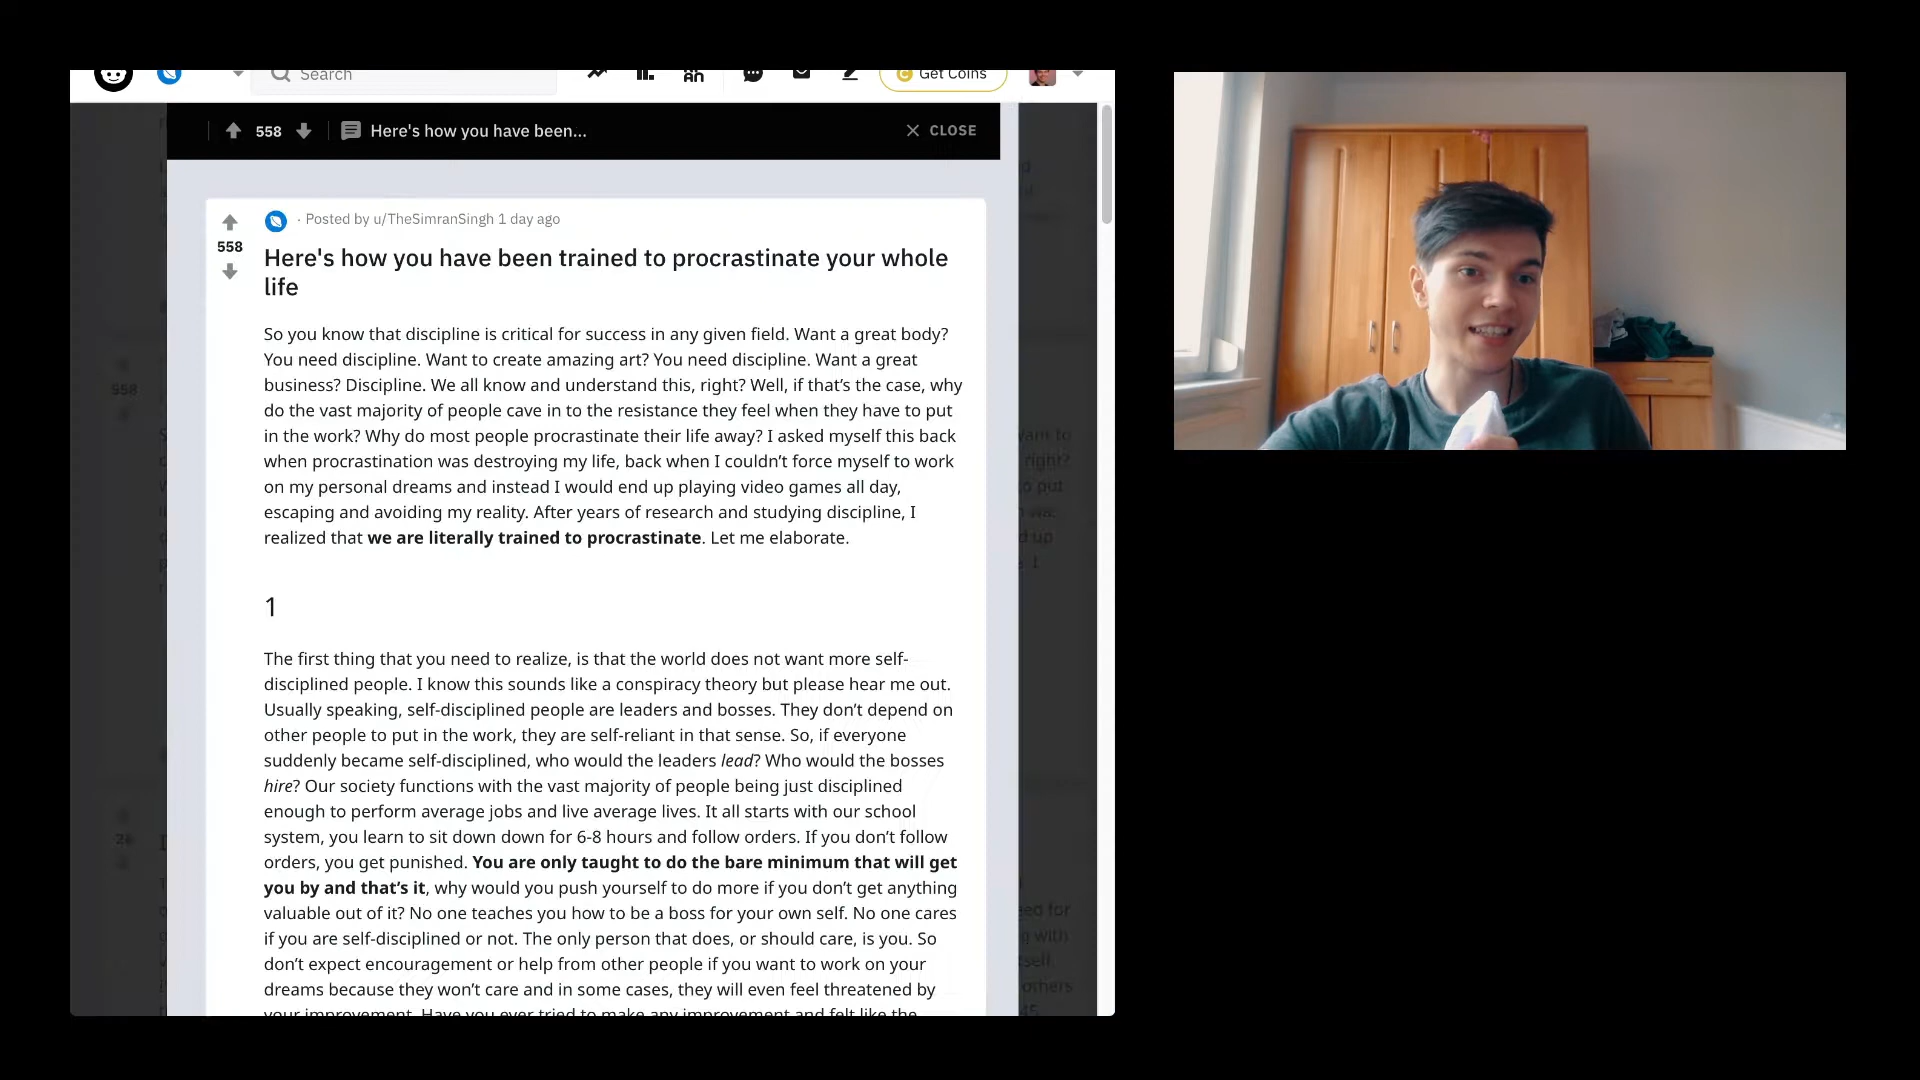 Search
Get Coins
558
Here's how you have been...
CLOSE
Posted by u/TheSimranSingh 1 day ago
558
Here's how you have been trained to procrastinate your whole
life
So you know that discipline is critical for success in any given field. Want a great body?
You need discipline. Want to create amazing art? You need discipline. Want a great
business? Discipline. We all know and understand this, right? Well, if that’s the case, why
do the vast majority of people cave in to the resistance they feel when they have to put
in the work? Why do most people procrastinate their life away? I asked myself this back
when procrastination was destroying my life, back when I couldn’t force myself to work
on my personal dreams and instead I would end up playing video games all day,
escaping and avoiding my reality. After years of research and studying discipline, I
realized that we are literally trained to procrastinate. Let me elaborate.
1
The first thing that you need to realize, is that the world does not want more self-
disciplined people. I know this sounds like a conspiracy theory but please hear me out.
Usually speaking, self-disciplined people are leaders and bosses. They don’t depend on
other people to put in the work, they are self-reliant in that sense. So, if everyone
suddenly became self-disciplined, who would the leaders lead? Who would the bosses
hire? Our society functions with the vast majority of people being just disciplined
enough to perform average jobs and live average lives. It all starts with our school
system, you learn to sit down down for 6-8 hours and follow orders. If you don’t follow
orders, you get punished. You are only taught to do the bare minimum that will get
you by and that’s it, why would you push yourself to do more if you don’t get anything
valuable out of it? No one teaches you how to be a boss for your own self. No one cares
if you are self-disciplined or not. The only person that does, or should care, is you. So
don’t expect encouragement or help from other people if you want to work on your
dreams because they won’t care and in some cases, they will even feel threatened by
your improvement. Have you ever tried to make any improvement and felt like the